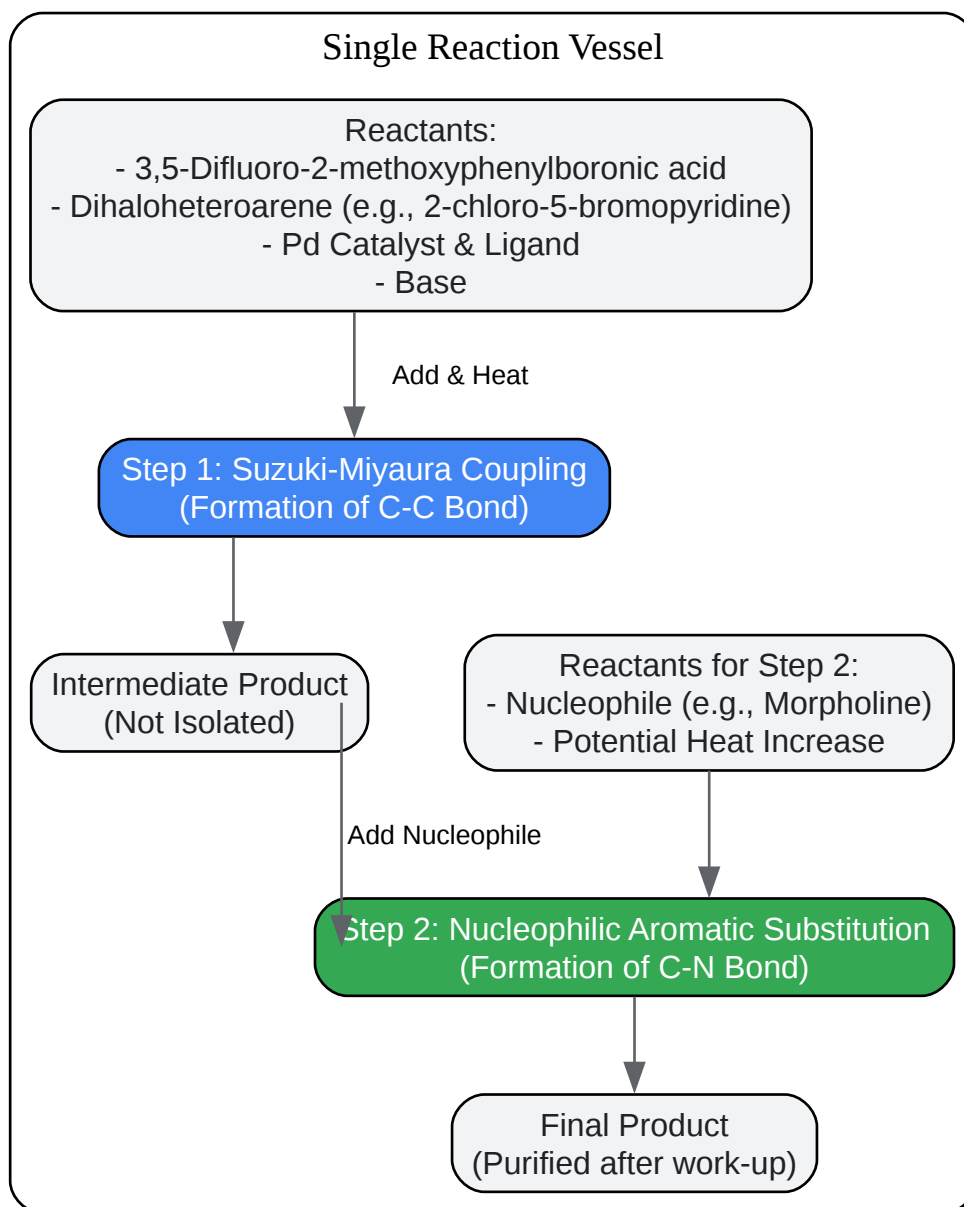 Single Reaction Vessel
Reactants:
- 3,5-Difluoro-2-methoxyphenylboronic acid
- Dihaloheteroarene (e.g., 2-chloro-5-bromopyridine)
- Pd Catalyst & Ligand
- Base
Add & Heat
Step 1: Suzuki-Miyaura Coupling
(Formation of C-C Bond)
Intermediate Product
(Not Isolated)
Reactants for Step 2:
- Nucleophile (e.g., Morpholine)
- Potential Heat Increase
Add Nucleophile
Step 2: Nucleophilic Aromatic Substitution
(Formation of C-N Bond)
Final Product
(Purified after work-up)